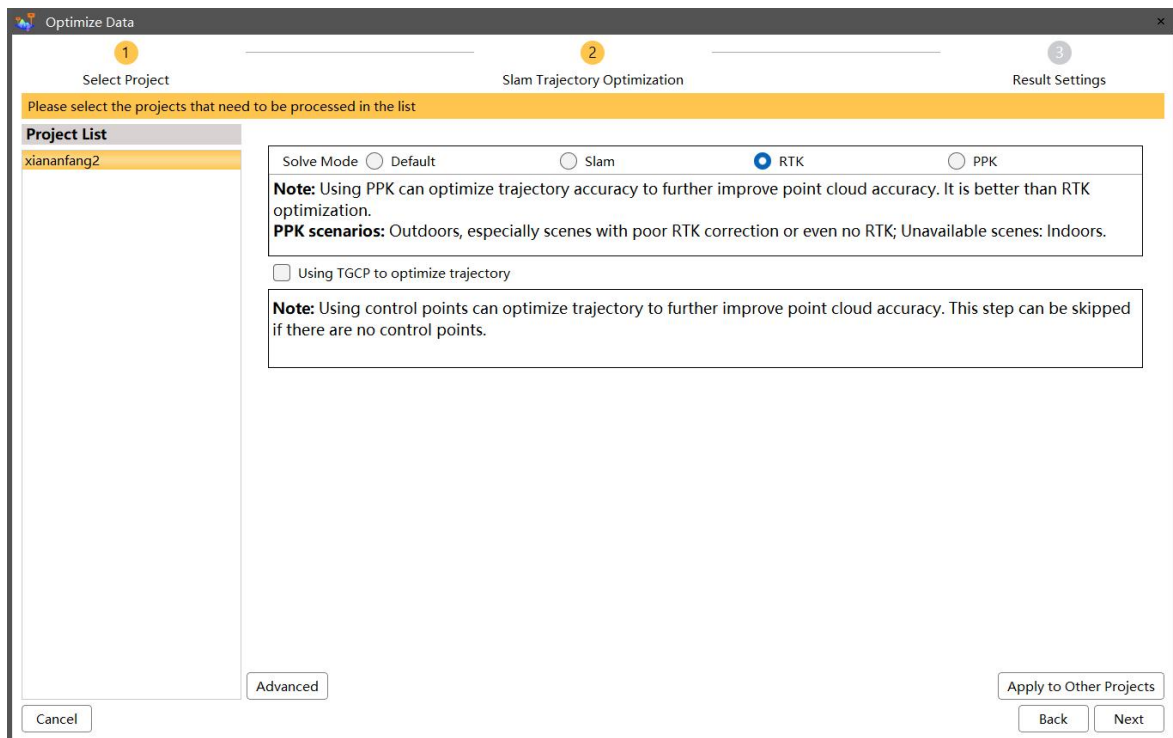 Optimize Data
×
1
2
3
Select Project
Slam Trajectory Optimization
Result Settings
Please select the projects that need to be processed in the list
Project List
xiananfang2
Solve Mode Default Slam RTK PPK
Note: Using PPK can optimize trajectory accuracy to further improve point cloud accuracy. It is better than RTK
optimization.
PPK scenarios: Outdoors, especially scenes with poor RTK correction or even no RTK; Unavailable scenes: Indoors.
Using TGCP to optimize trajectory
Note: Using control points can optimize trajectory to further improve point cloud accuracy. This step can be skipped
if there are no control points.
Advanced
Apply to Other Projects
Cancel
Back
Next